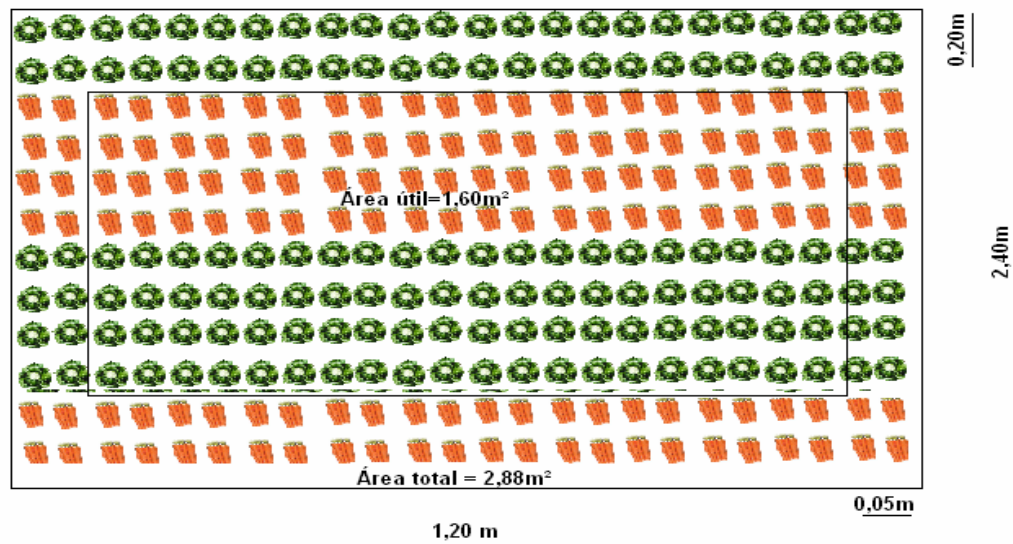 0,20m
Área útil=1,60m²
2,40m
Área total = 2,88m²
0,05m
1,20 m